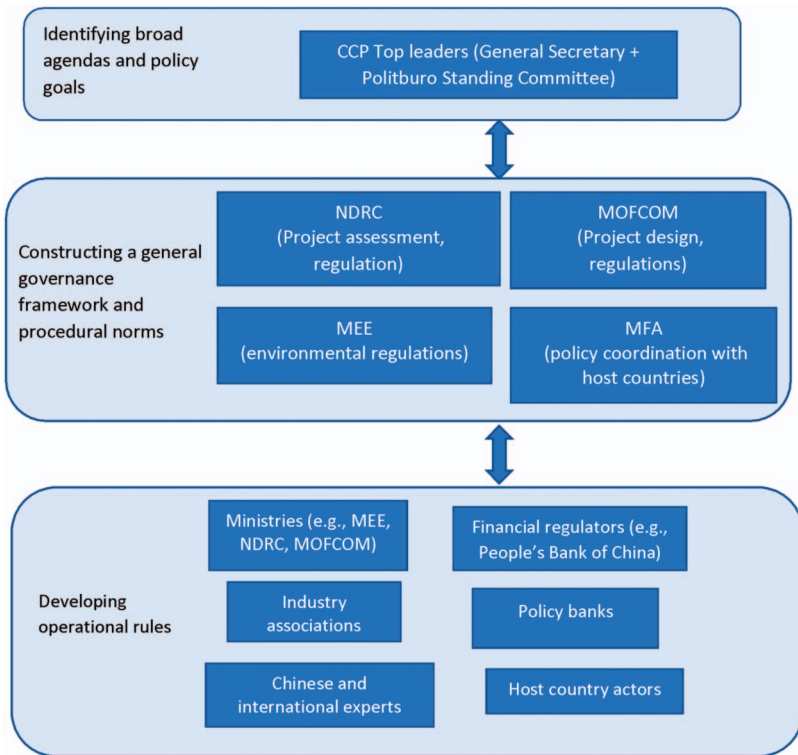 Identifying broad
agendas and policy
goals
CCP Top leaders (General Secretary +
Politburo Standing Committee)
Constructing a general
governance
framework and
procedural norms
NDRC
(Project assessment,
regulation)
MOFCOM
(Project design,
regulations)
MEE
(environmental regulations)
MFA
(policy coordination with
host countries)
Developing
operational rules
Ministries (e.g., MEE,
NDRC, MOFCOM)
Financial regulators (e.g.,
People's Bank of China)
Industry
associations
Policy banks
Chinese and
international experts
Host country actors